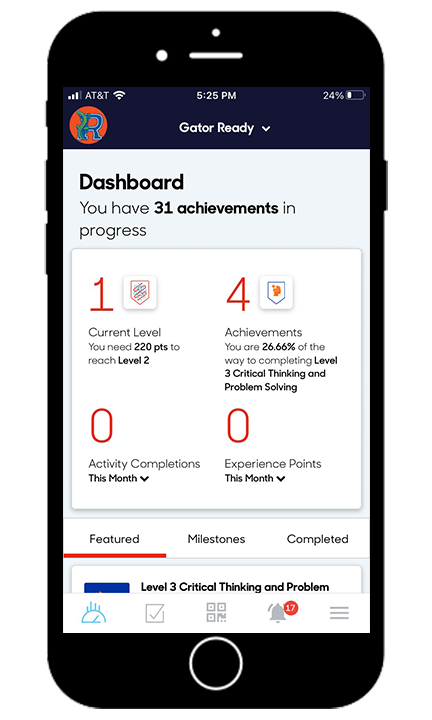 AT&T 5:25 PM 24%
R
Gator Ready
Dashboard
You have 31 achievements in
progress
1
Current Level
You need 220 pts to
reach Level 2
4
Achievements
You are 26.66% of the
way to completing Level
3 Critical Thinking and
Problem Solving
0
Activity Completions
This Month
0
Experience Points
This Month
Featured Milestones Completed
Level 3 Critical Thinking and Problem
17